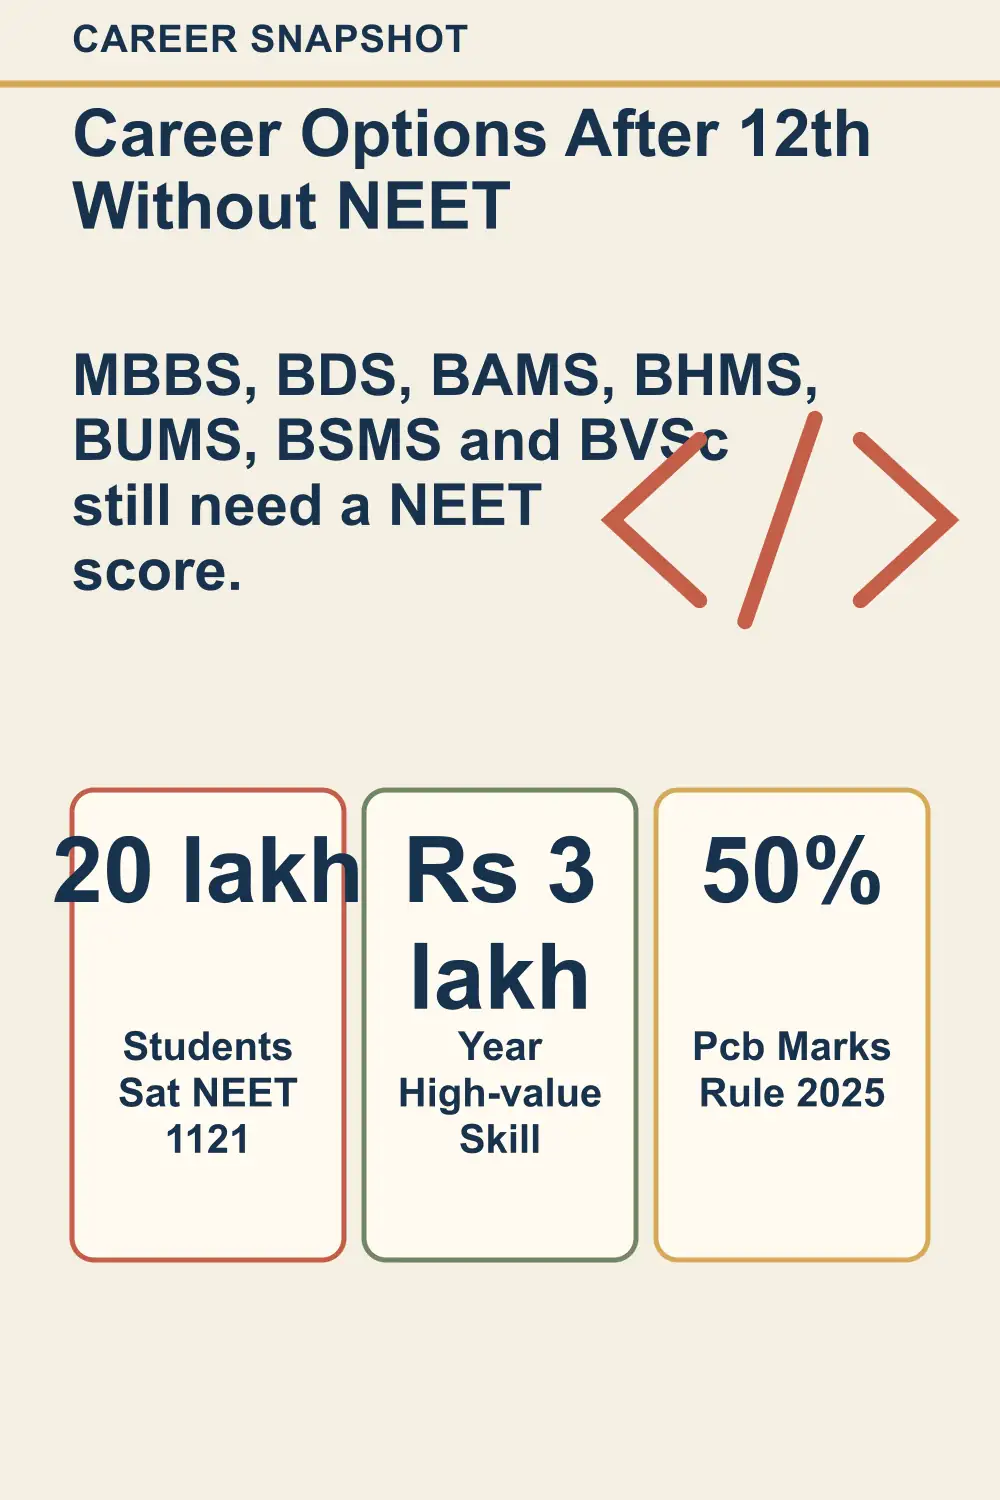 CAREER SNAPSHOT
Career Options After 12th
Without NEET
MBBS, BDS, BAMS, BHMS,
BUMS, BSMS and BVSc
still need a NEET
score.
20 lakh
Students
Sat NEET
1121
Rs 3
lakh
Year
High-value
Skill
50%
Pcb Marks
Rule 2025